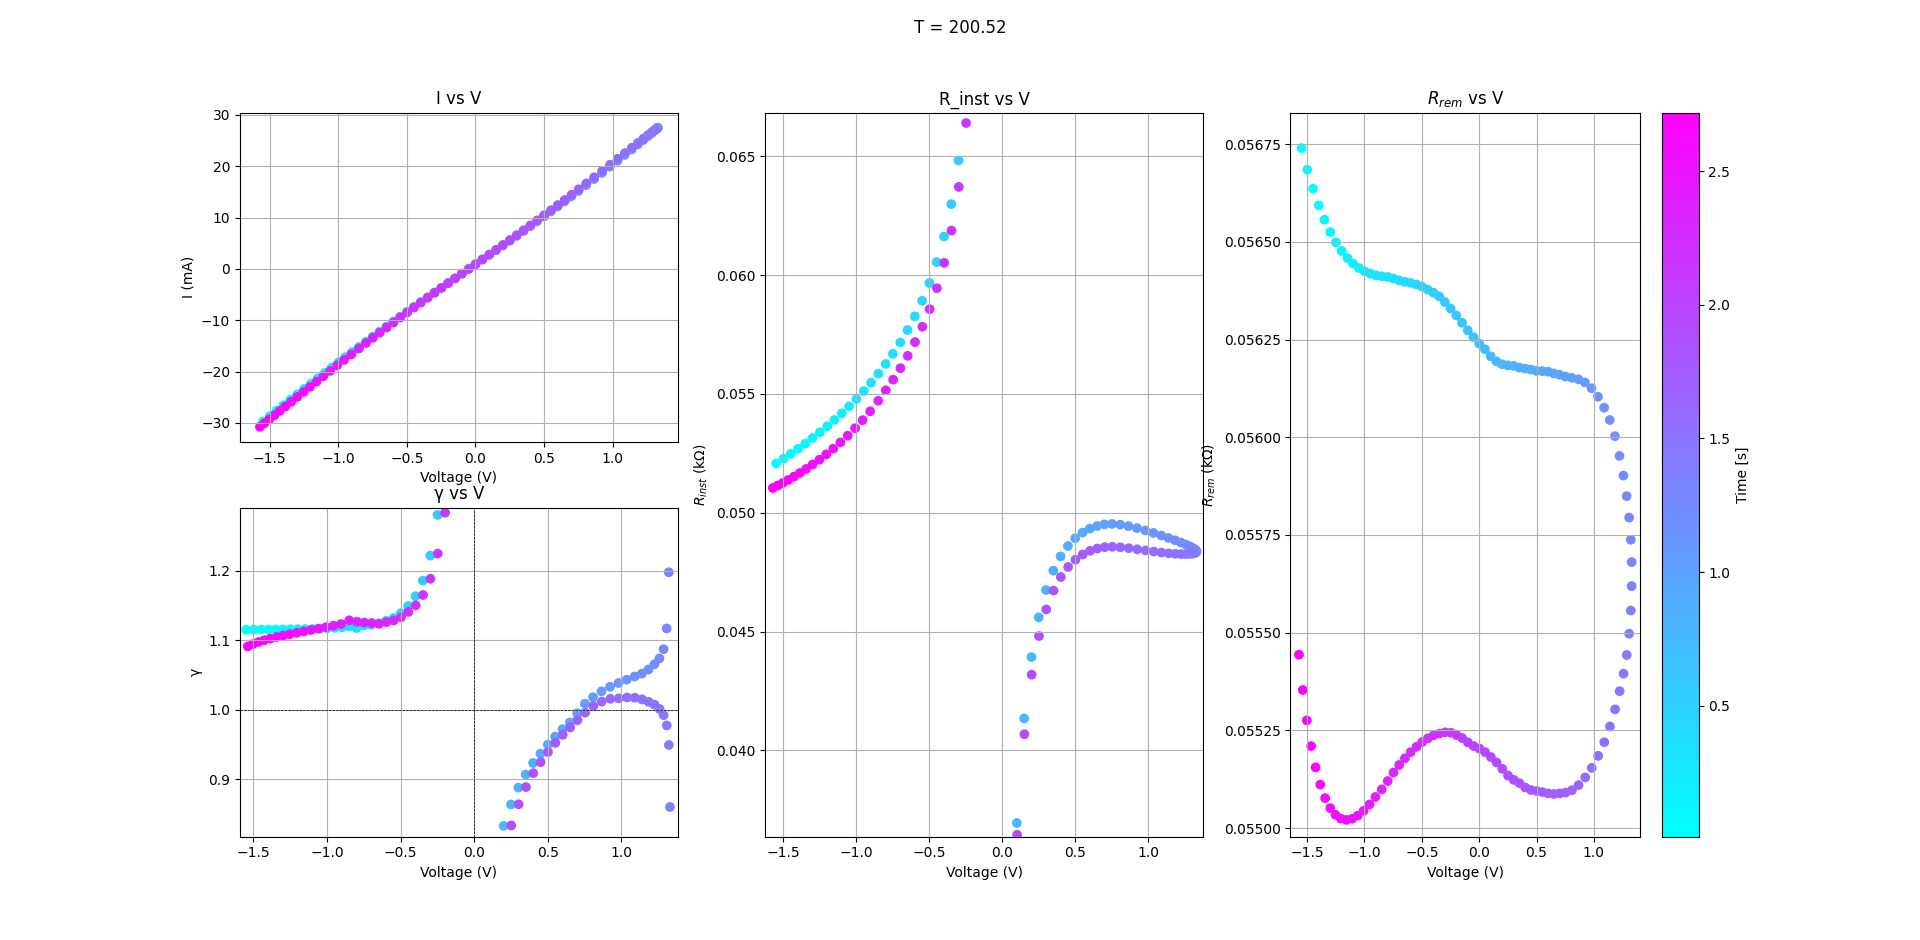 T = 200.52
I vs V
30
20
10
0
−10
−20
−30
I (mA)
−1.5 −1.0 −0.5 0.0 0.5 1.0
Voltage (V)
γ vs V
1.2
1.1
1.0
0.9
γ
−1.5 −1.0 −0.5 0.0 0.5 1.0
Voltage (V)
R_inst vs V
0.065
0.060
0.055
0.050
0.045
0.040
R_inst (kΩ)
−1.5 −1.0 −0.5 0.0 0.5 1.0
Voltage (V)
R_rem vs V
0.05675
0.05650
0.05625
0.05600
0.05575
0.05550
0.05525
0.05500
R_rem (kΩ)
−1.5 −1.0 −0.5 0.0 0.5 1.0
Voltage (V)
2.5
2.0
1.5
1.0
0.5
Time [s]